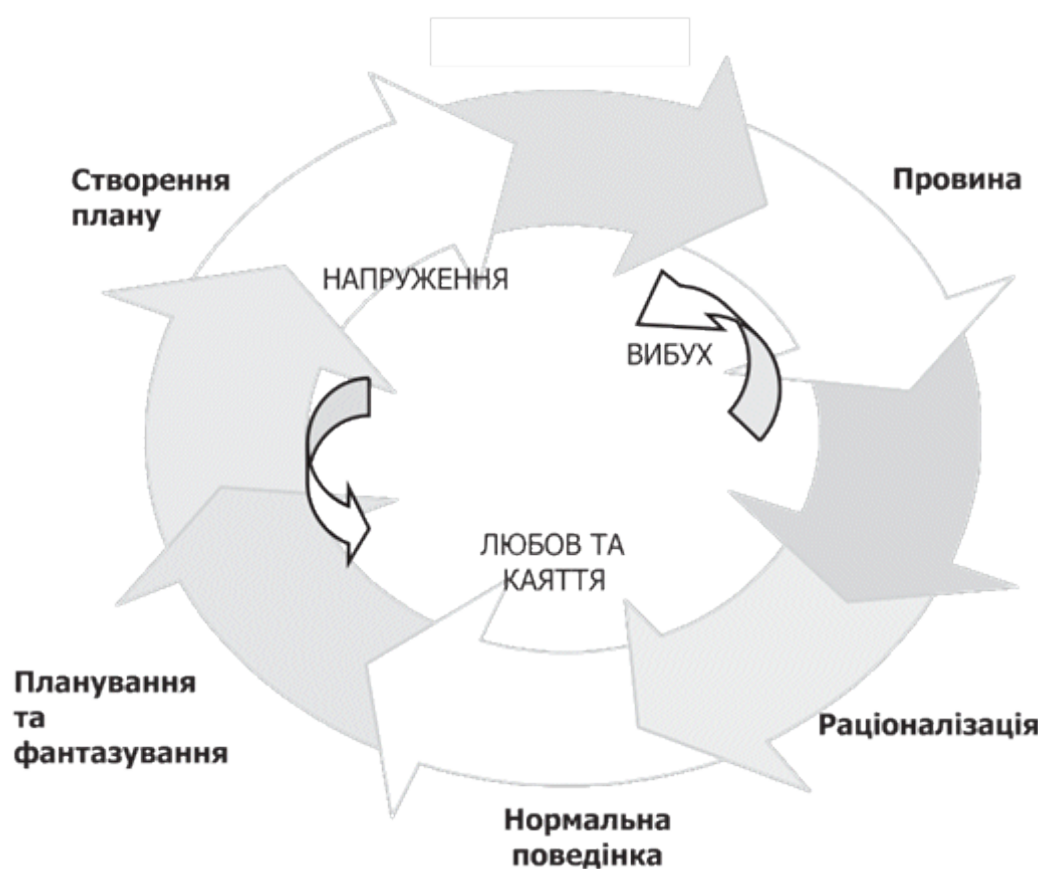 Створення
плану
Провина
НАПРУЖЕННЯ
ВИБУХ
ЛЮБОВ ТА
КАЯТТЯ
Планування
та
фантазування
Раціоналізація
Нормальна
поведінка